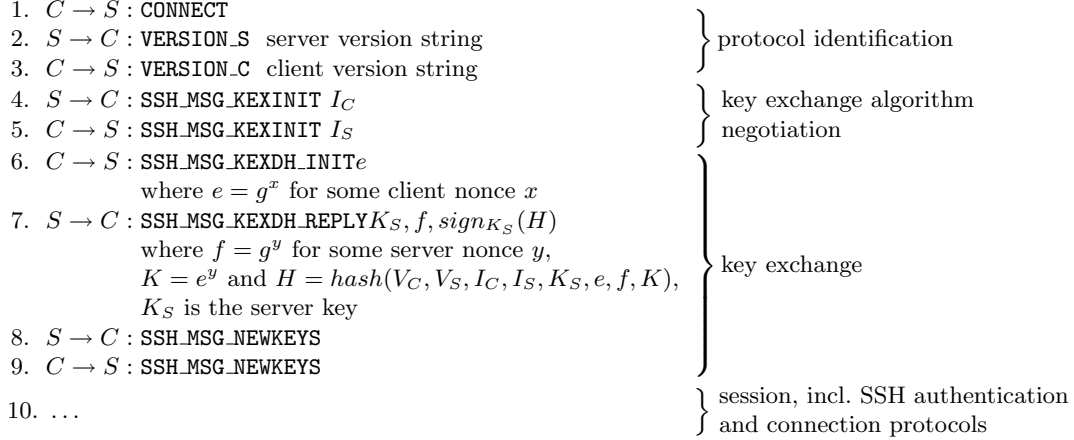 1. C → S : CONNECT
2. S → C : VERSION_S server version string
3. C → S : VERSION_C client version string
protocol identification
4. S → C : SSH_MSG_KEXINIT I_C
5. C → S : SSH_MSG_KEXINIT I_S
key exchange algorithm
negotiation
6. C → S : SSH_MSG_KEXDH_INITe
where e = g^x for some client nonce x
7. S → C : SSH_MSG_KEXDH_REPLYK_S, f, sign_{K_S}(H)
where f = g^y for some server nonce y,
K = e^y and H = hash(V_C, V_S, I_C, I_S, K_S, e, f, K),
K_S is the server key
8. S → C : SSH_MSG_NEWKEYS
9. C → S : SSH_MSG_NEWKEYS
key exchange
10. ...
session, incl. SSH authentication
and connection protocols